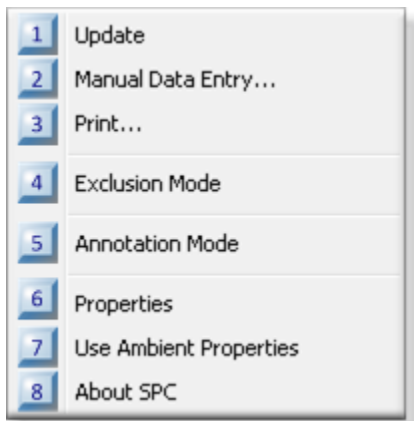 1 Update
2 Manual Data Entry...
3 Print...
4 Exclusion Mode
5 Annotation Mode
6 Properties
7 Use Ambient Properties
8 About SPC